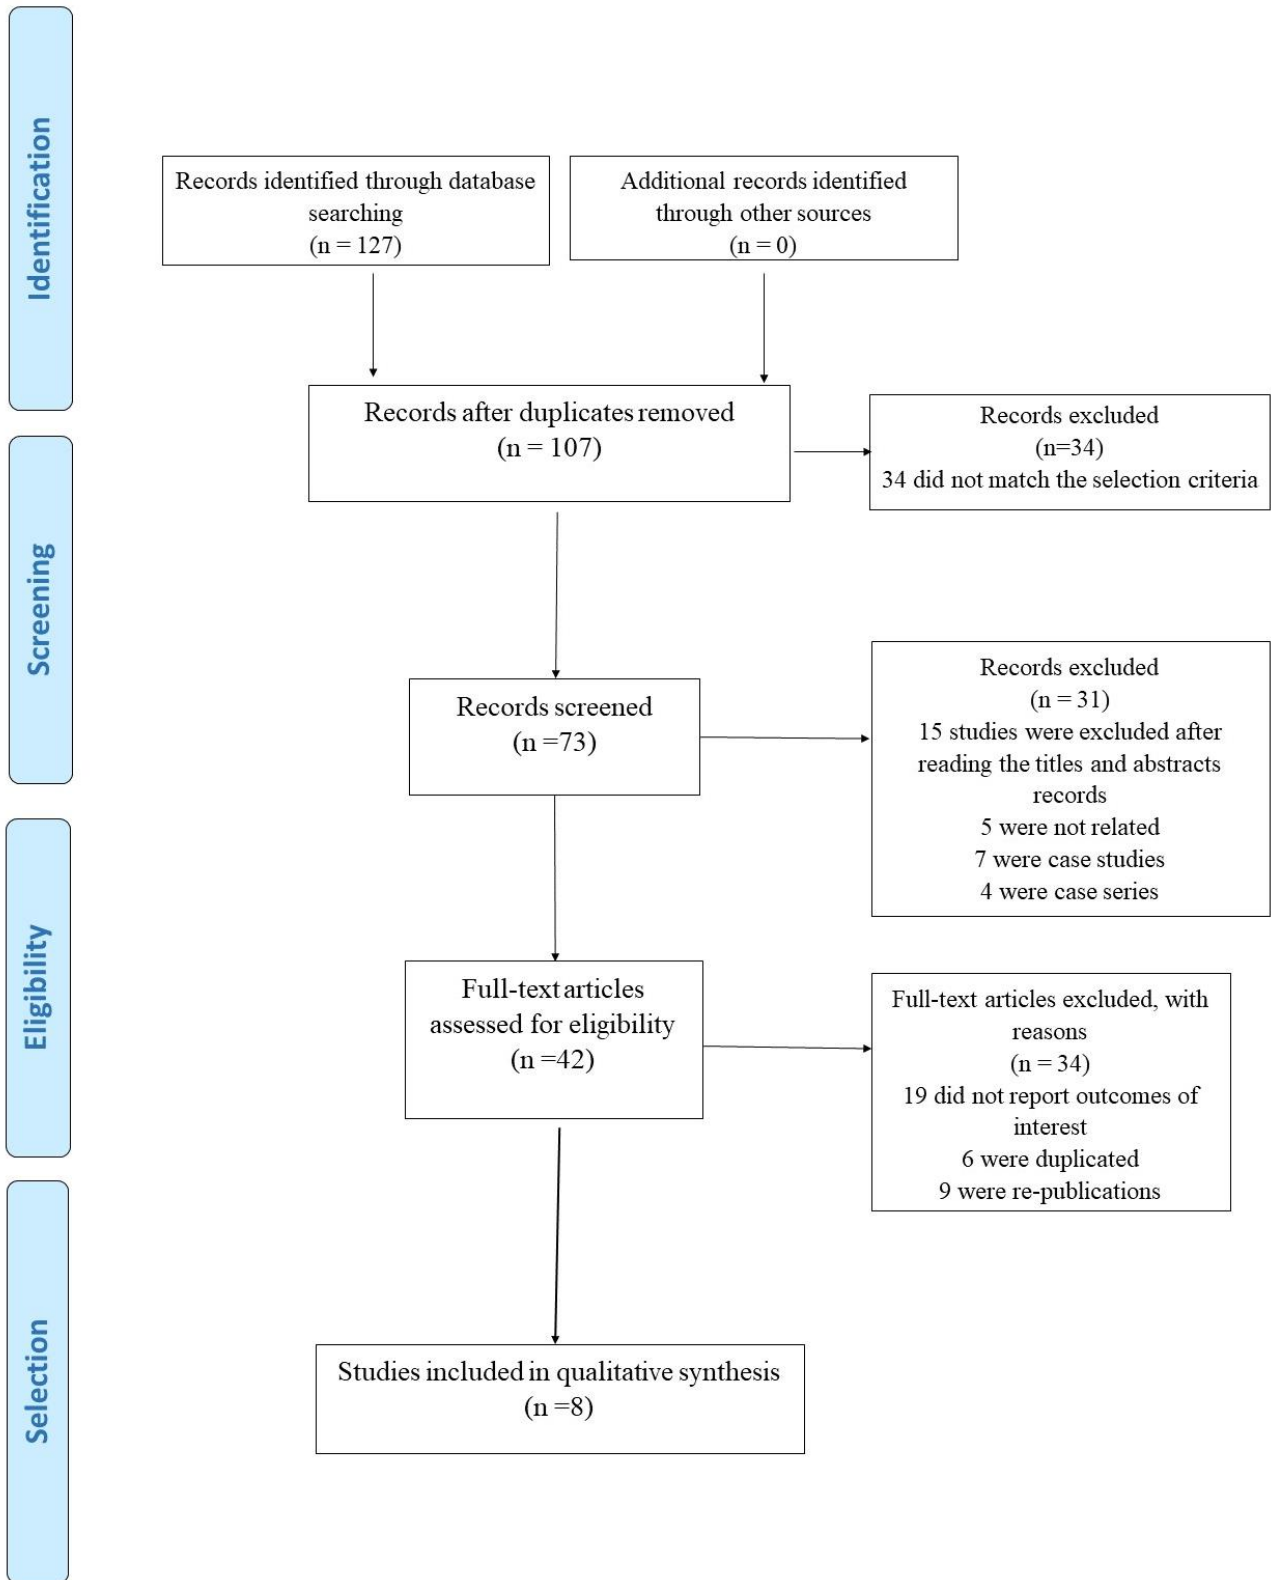 Identification
Records identified through database
searching
(n = 127)
Additional records identified
through other sources
(n = 0)
Records after duplicates removed
(n = 107)
Records excluded
(n=34)
34 did not match the selection criteria
Screening
Records screened
(n =73)
Records excluded
(n = 31)
15 studies were excluded after
reading the titles and abstracts
records
5 were not related
7 were case studies
4 were case series
Eligibility
Full-text articles
assessed for eligibility
(n =42)
Full-text articles excluded, with
reasons
(n = 34)
19 did not report outcomes of
interest
6 were duplicated
9 were re-publications
Selection
Studies included in qualitative synthesis
(n =8)